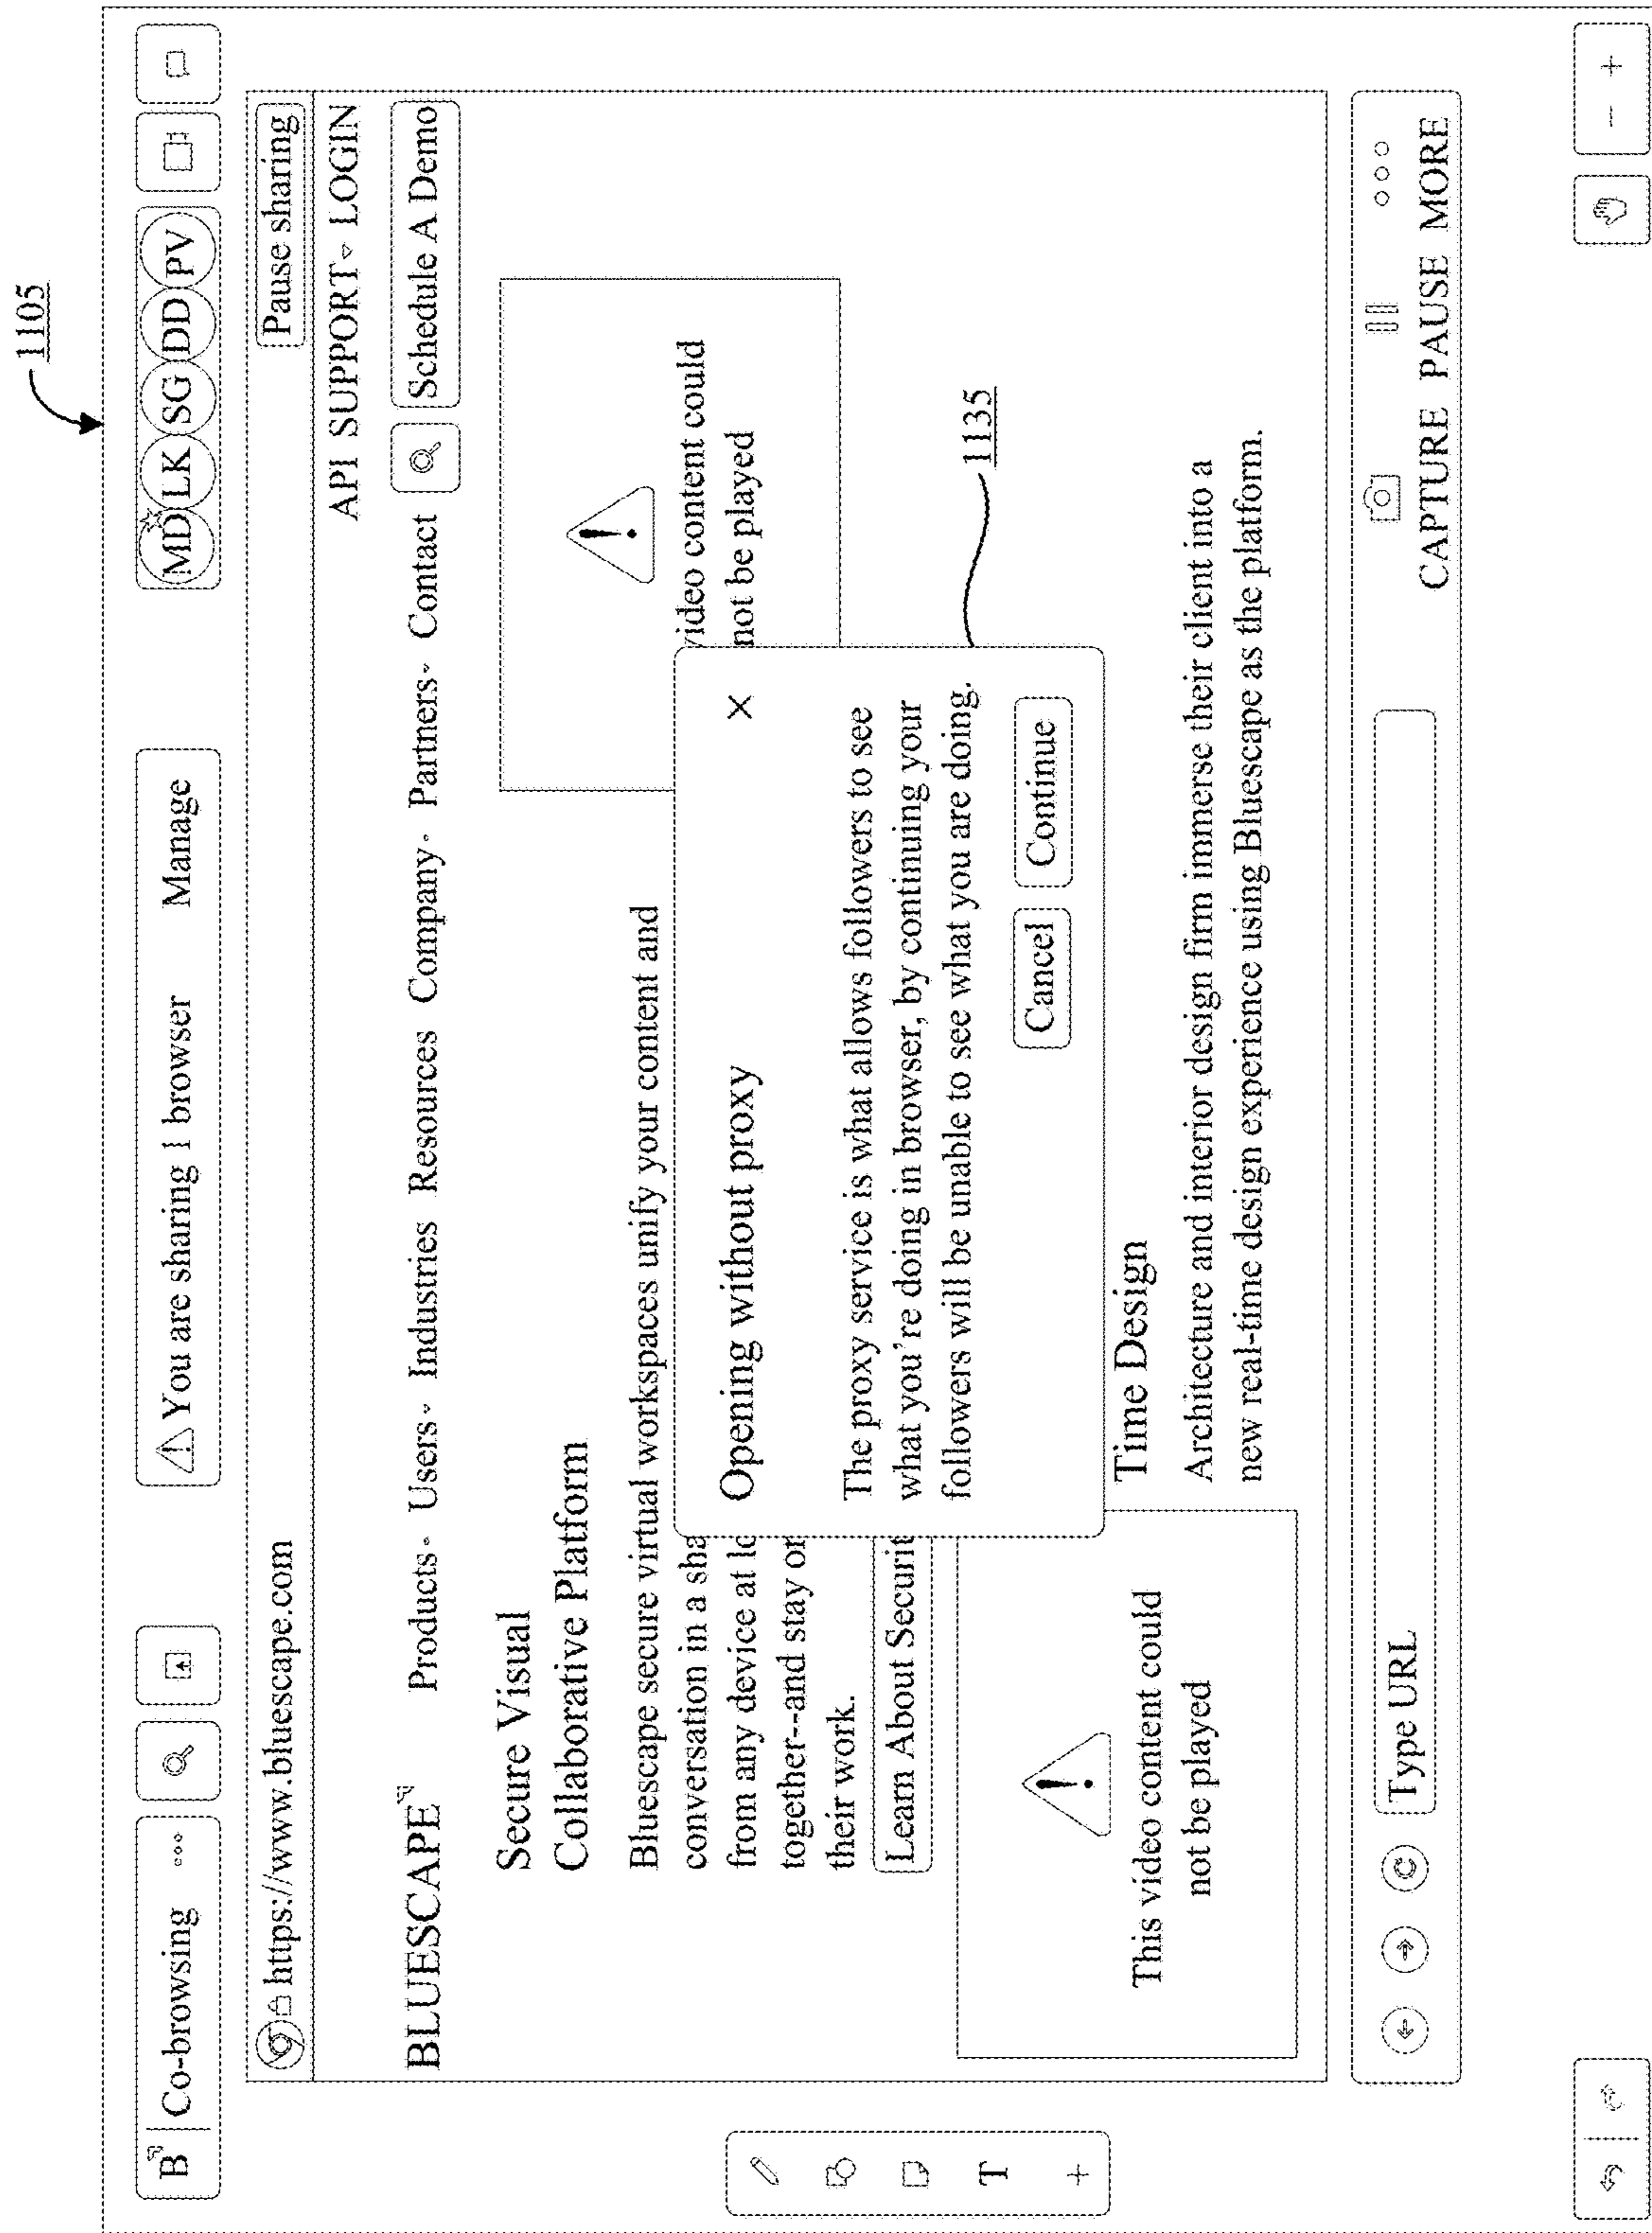 1105
B Co-browsing
You are sharing 1 browser Manage
MD LK SG DD PV
https://www.bluescape.com Pause sharing
API SUPPORT LOGIN
BLUESCAPE Products Users Industries Resources Company Partners Contact Schedule A Demo
Secure Visual
Collaborative Platform
Bluescape secure virtual workspaces unify your content and
conversation in a sha
from any device at lo
together--and stay or
their work.
Learn About Securit
video content could
not be played
Opening without proxy X
The proxy service is what allows followers to see
what you're doing in browser, by continuing your
followers will be unable to see what you are doing.
Cancel Continue
1135
This video content could
not be played
Time Design
Architecture and interior design firm immerse their client into a
new real-time design experience using Bluescape as the platform.
T
Type URL
CAPTURE PAUSE MORE